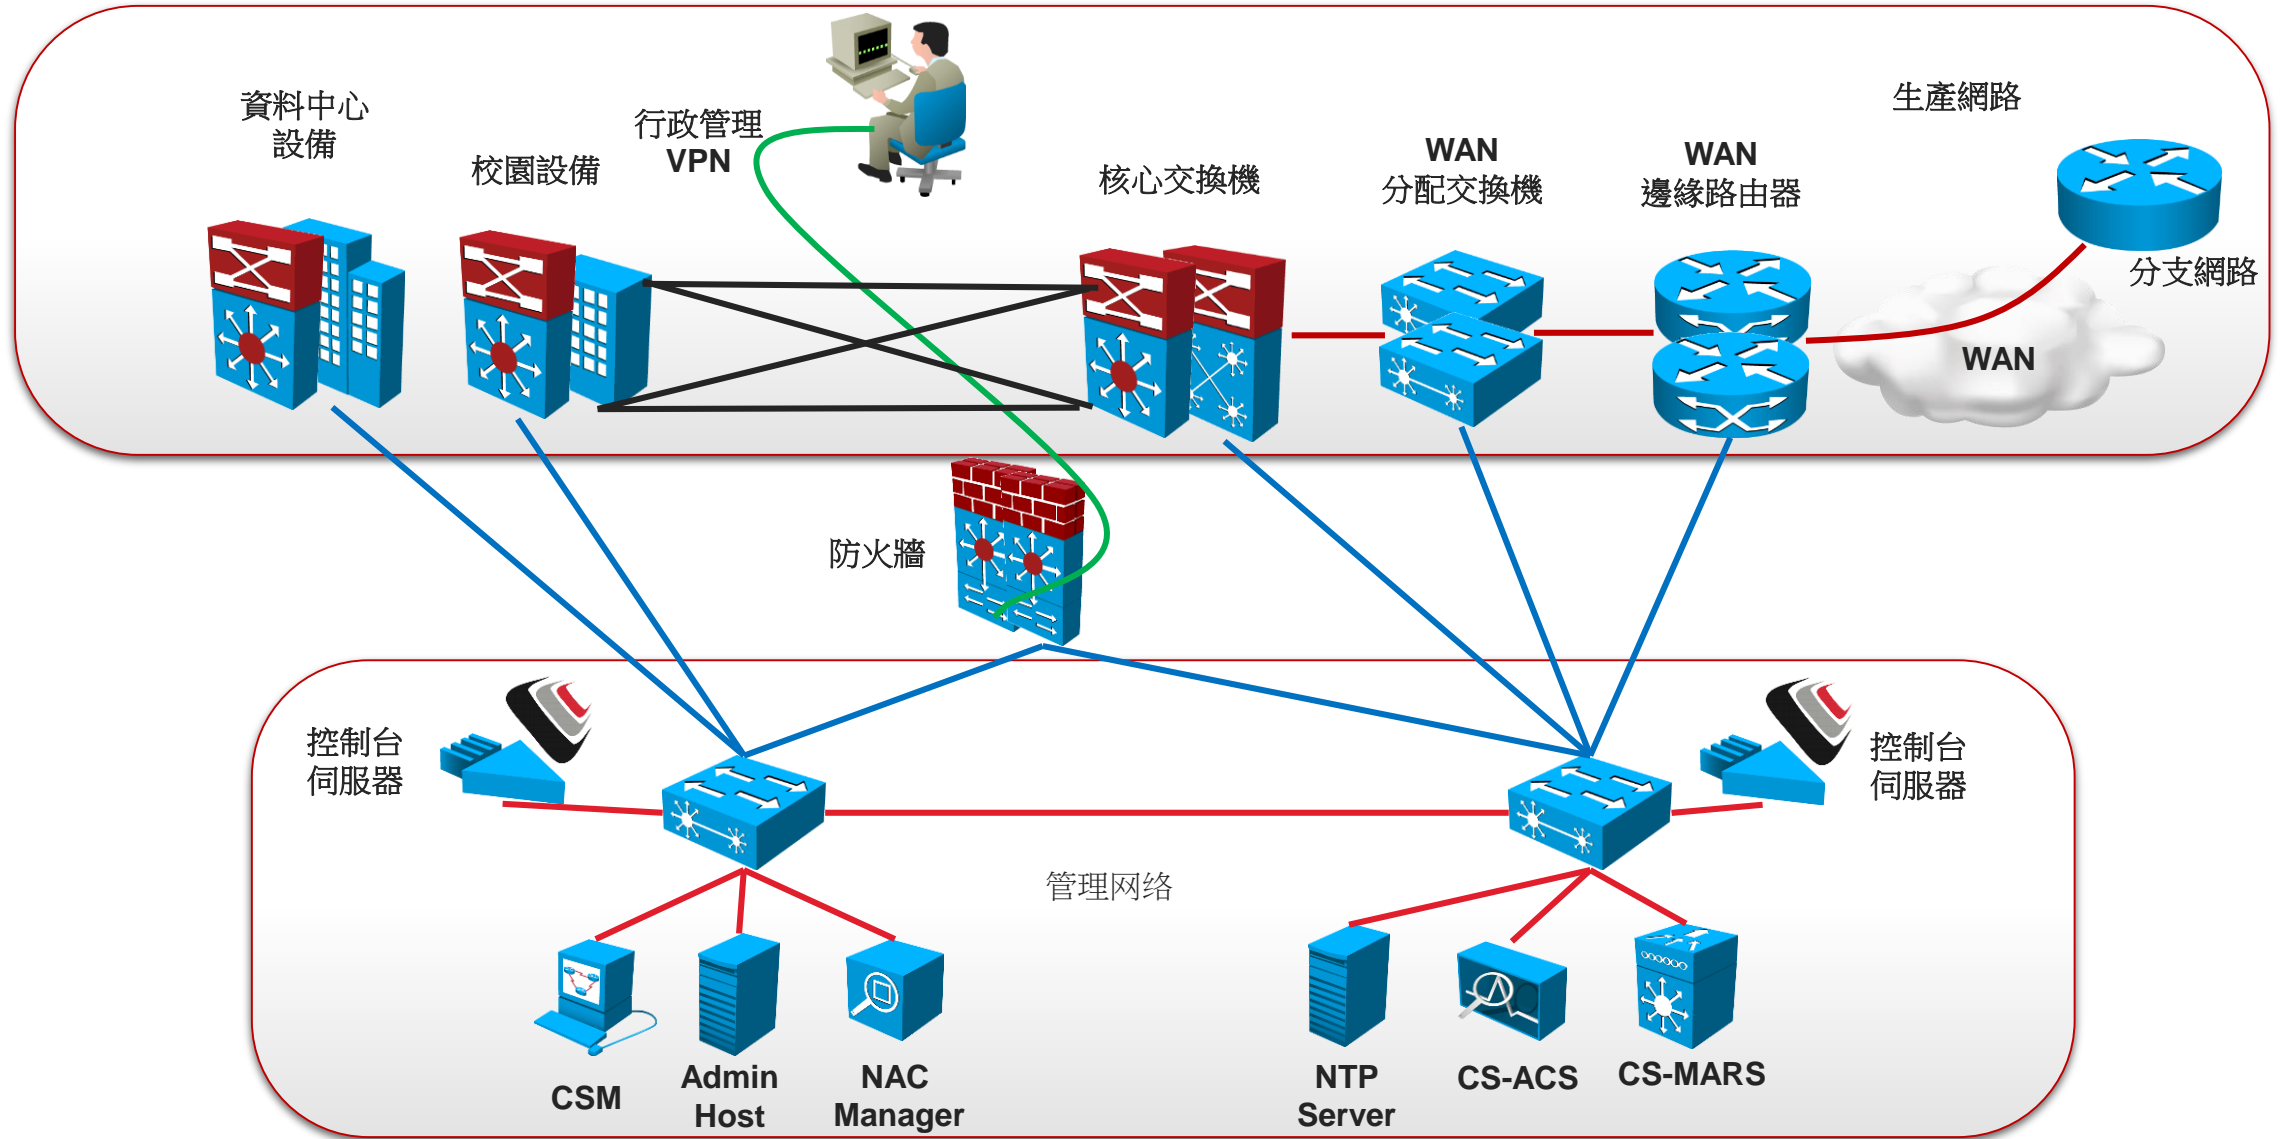 資料中心
設備
校園設備
行政管理
VPN
核心交換機
WAN
分配交換機
WAN
邊緣路由器
生產網路
分支網路
WAN
防火牆
控制台
伺服器
控制台
伺服器
管理网络
CSM
Admin
Host
NAC
Manager
NTP
Server
CS-ACS
CS-MARS